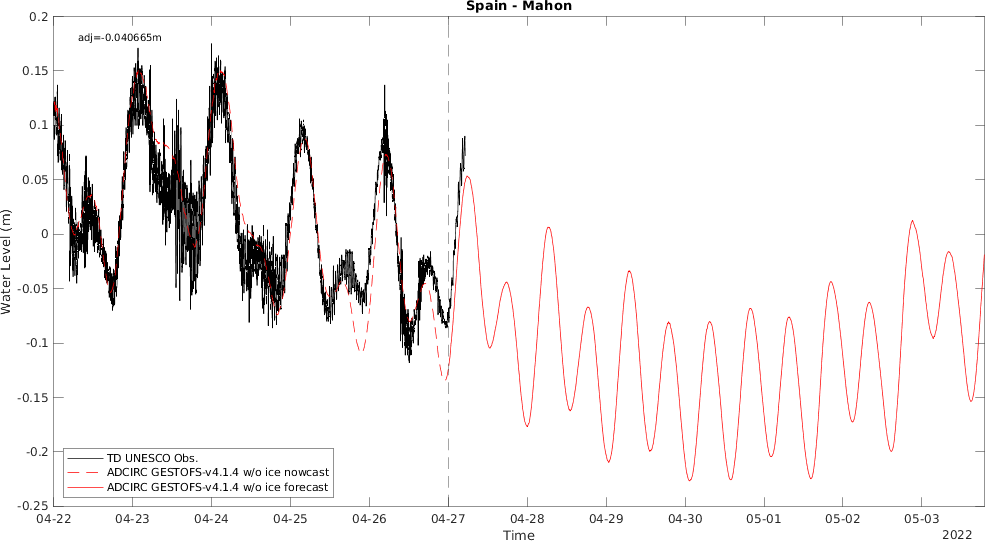 Spain - Mahon
adj=-0.040665m
0.2
0.15
0.1
0.05
0
-0.05
-0.1
-0.15
-0.2
-0.25
Water Level (m)
TD UNESCO Obs.
ADCIRC GESTOFS-v4.1.4 w/o ice nowcast
ADCIRC GESTOFS-v4.1.4 w/o ice forecast
04-22 04-23 04-24 04-25 04-26 04-27 04-28 04-29 04-30 05-01 05-02 05-03
Time
2022